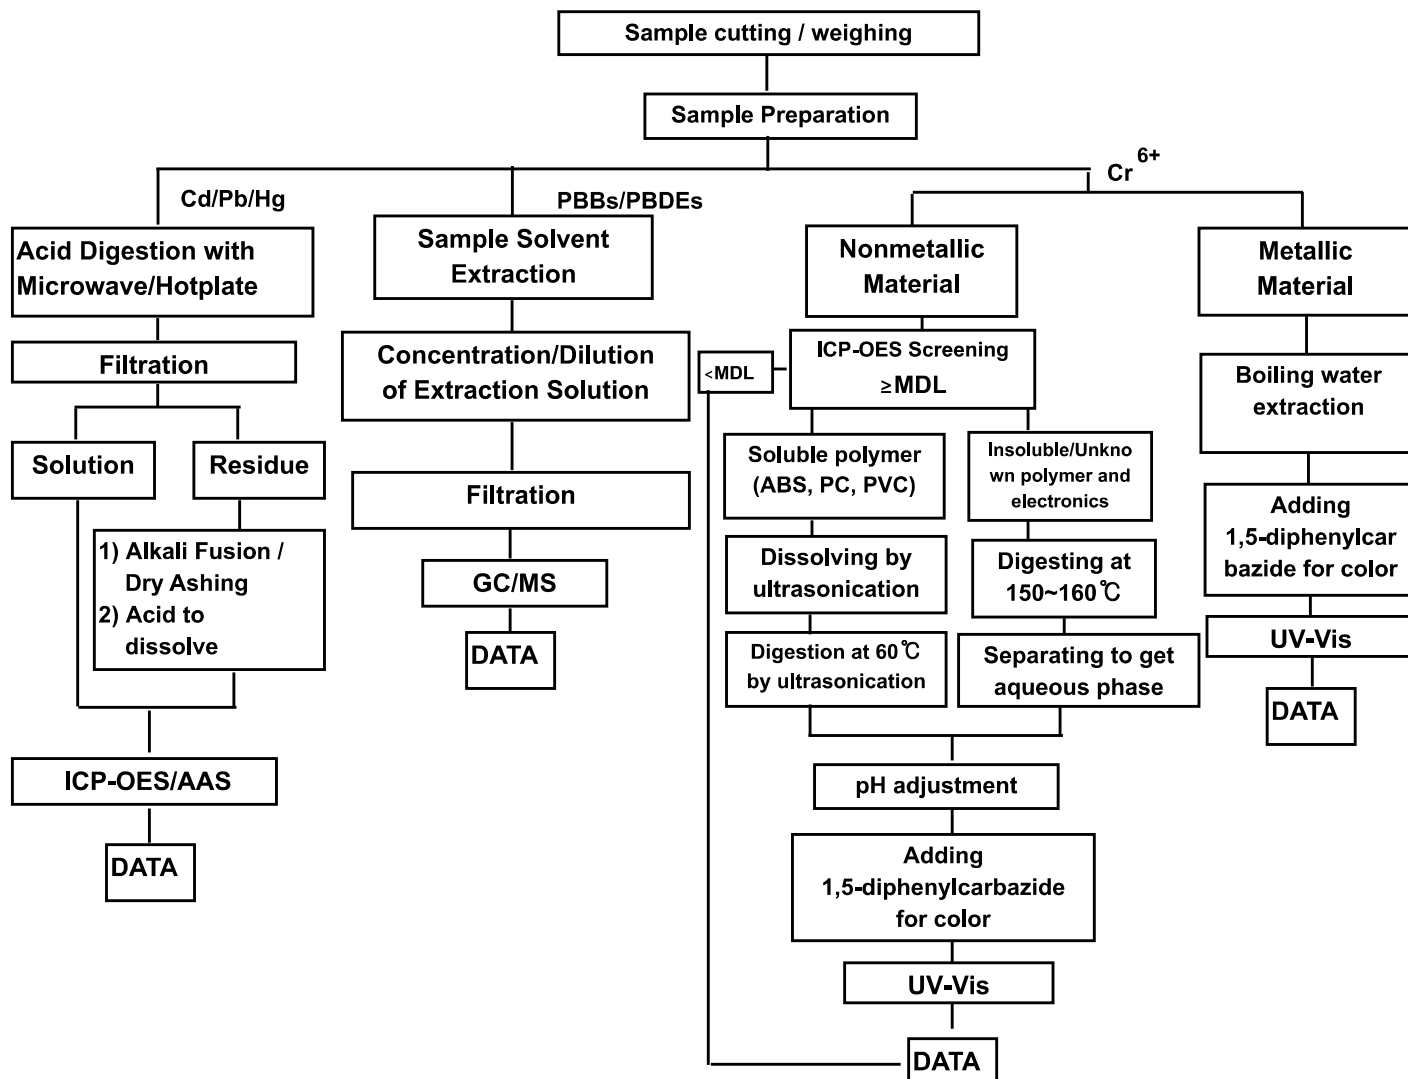 Sample cutting / weighing
Sample Preparation
Cd/Pb/Hg
PBBs/PBDEs
Cr 6+
Acid Digestion with
Microwave/Hotplate
Filtration
Solution
Residue
1) Alkali Fusion /
Dry Ashing
2) Acid to
dissolve
ICP-OES/AAS
DATA
Sample Solvent
Extraction
Concentration/Dilution
of Extraction Solution
Filtration
GC/MS
DATA
Nonmetallic
Material
ICP-OES Screening
≥MDL
<MDL
Soluble polymer
(ABS, PC, PVC)
Dissolving by
ultrasonication
Digestion at 60℃
by ultrasonication
Insoluble/Unkno
wn polymer and
electronics
Digesting at
150~160℃
Separating to get
aqueous phase
pH adjustment
Adding
1,5-diphenylcarbazide
for color
UV-Vis
DATA
Metallic
Material
Boiling water
extraction
Adding
1,5-diphenylcar
bazide for color
UV-Vis
DATA